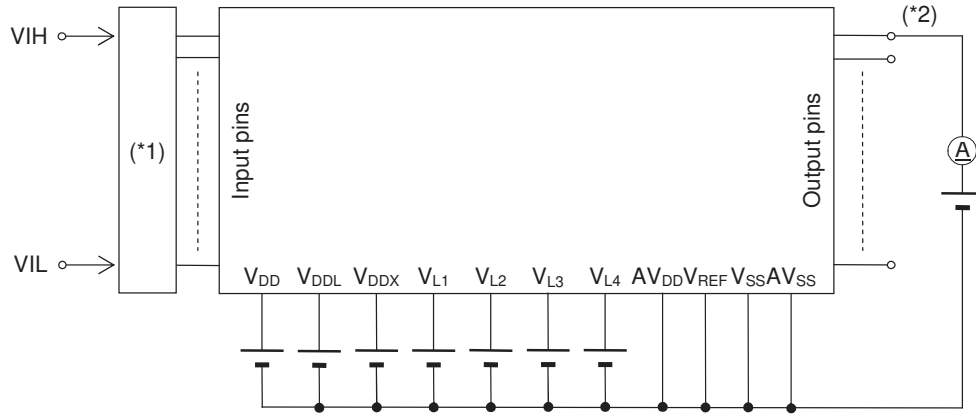 VIH
(*1)
VIL
Input pins
Output pins
(*2)
A
VDD VDDL VDDX VL1 VL2 VL3 VL4 AVDD VREF VSS AVSS